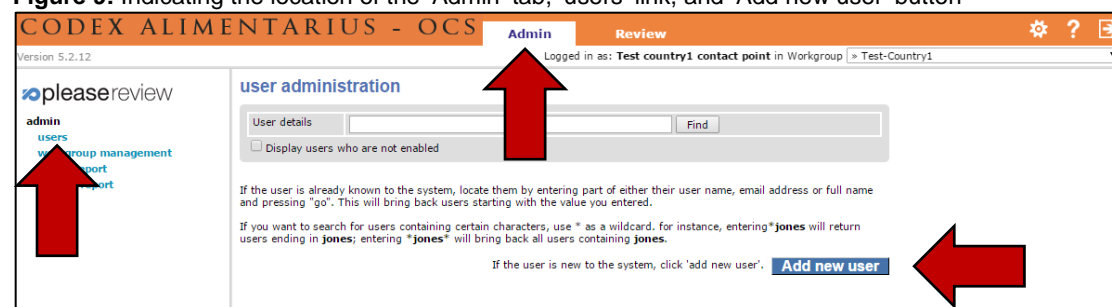 Figure 9. Indicating the location of the 'Admin' tab, 'users' link, and 'Add new user' button
CODEX ALIMENTARIUS - OCS
Admin
Review
?
Version 5.2.12
Logged in as: Test country1 contact point in Workgroup » Test-Country1
pleasereview
user administration
admin
users
management
User details
Find
Display users who are not enabled
If the user is already known to the system, locate them by entering part of either their user name, email address or full name
and pressing "go". This will bring back users starting with the value you entered.
If you want to search for users containing certain characters, use * as a wildcard. for instance, entering*jones will return
users ending in jones; entering *jones* will bring back all users containing jones.
If the user is new to the system, click 'add new user'. Add new user